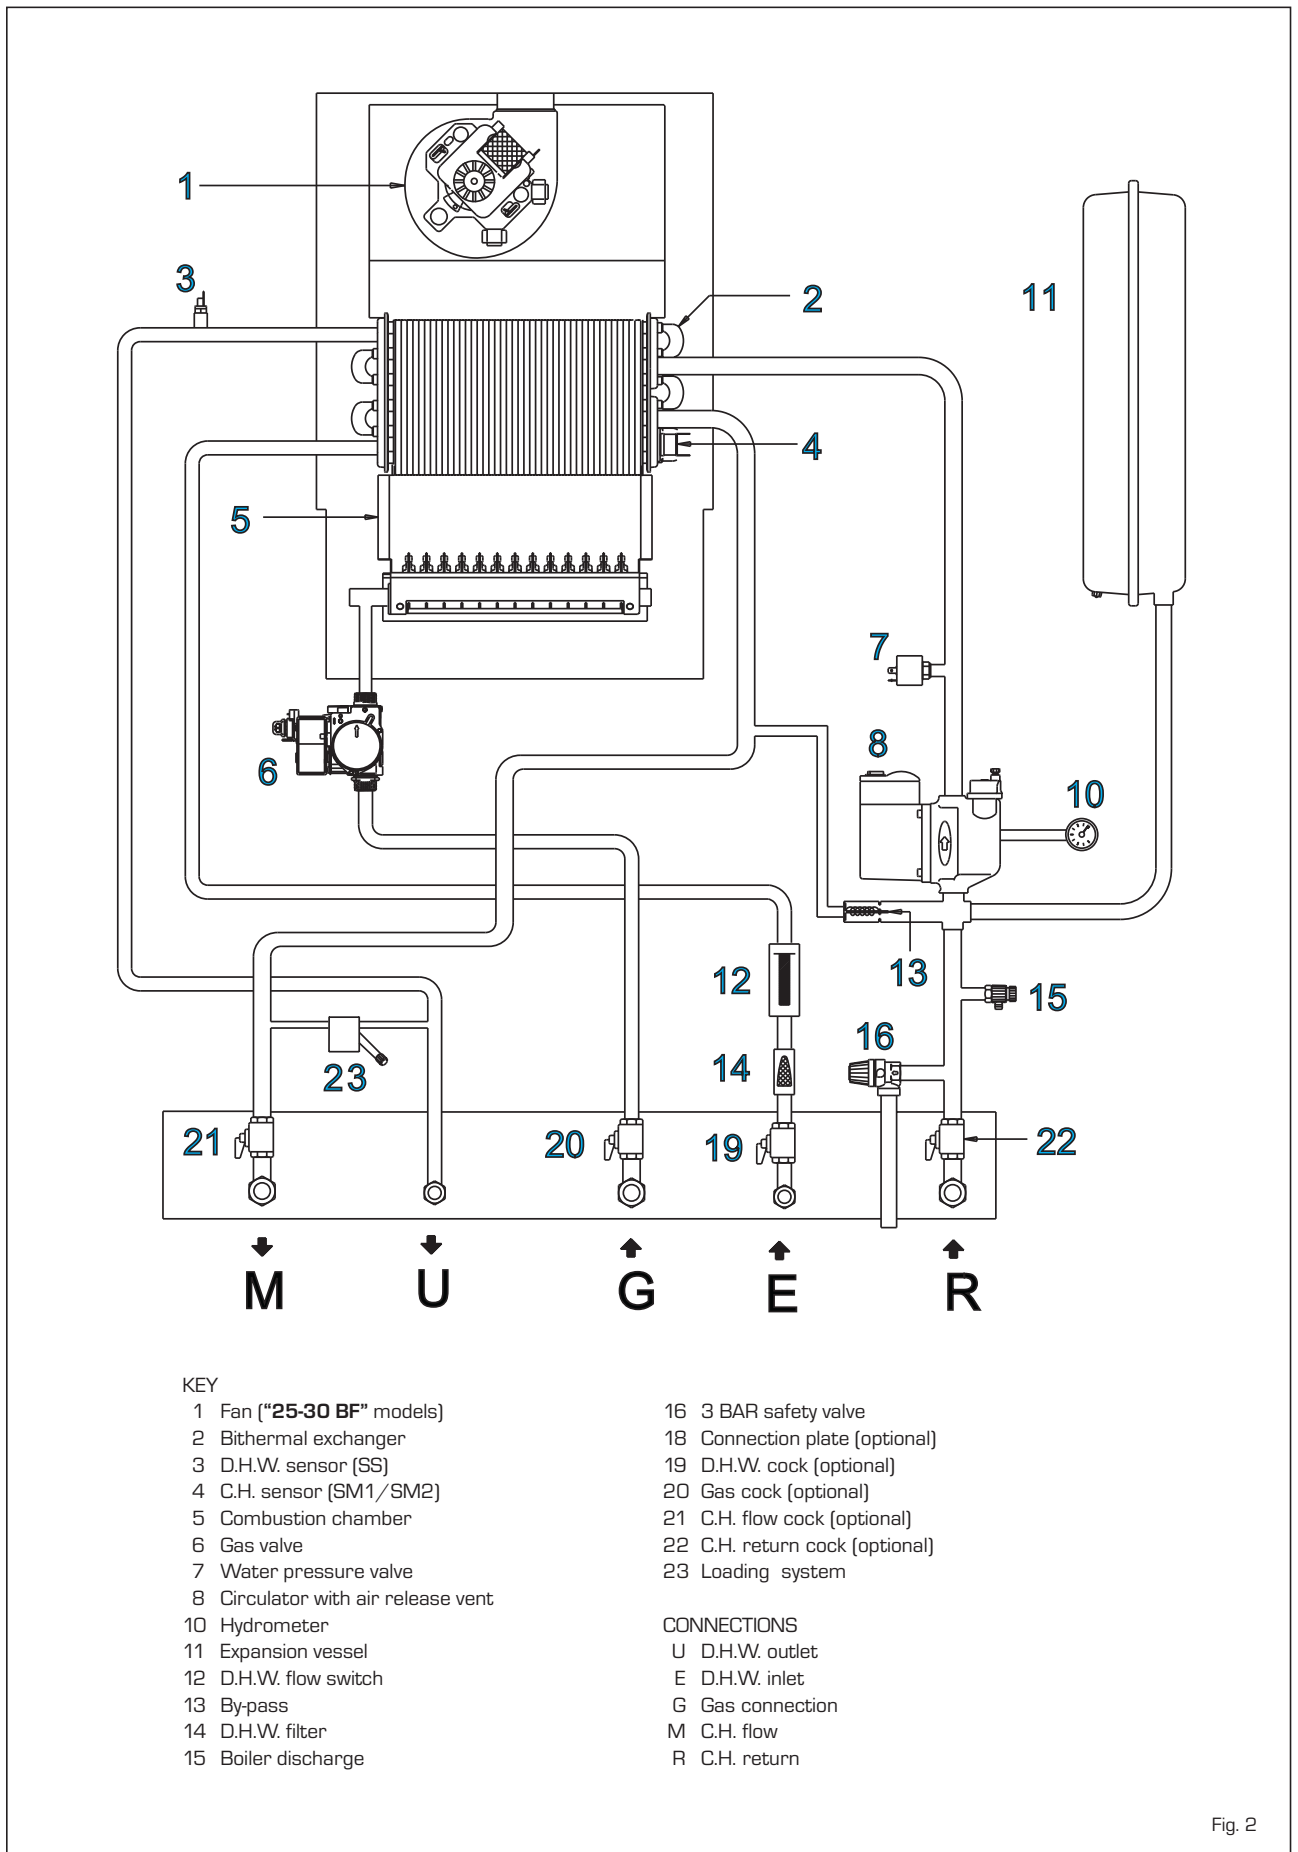 1
3
2
11
4
5
7
8
6
10
12
13
15
16
14
23
21
20
19
22
M
U
G
E
R
KEY
1 Fan ("25-30 BF" models)
2 Bithermal exchanger
3 D.H.W. sensor (SS)
4 C.H. sensor (SM1/SM2)
5 Combustion chamber
6 Gas valve
7 Water pressure valve
8 Circulator with air release vent
10 Hydrometer
11 Expansion vessel
12 D.H.W. flow switch
13 By-pass
14 D.H.W. filter
15 Boiler discharge
16 3 BAR safety valve
18 Connection plate (optional)
19 D.H.W. cock (optional)
20 Gas cock (optional)
21 C.H. flow cock (optional)
22 C.H. return cock (optional)
23 Loading system
CONNECTIONS
U D.H.W. outlet
E D.H.W. inlet
G Gas connection
M C.H. flow
R C.H. return
Fig. 2